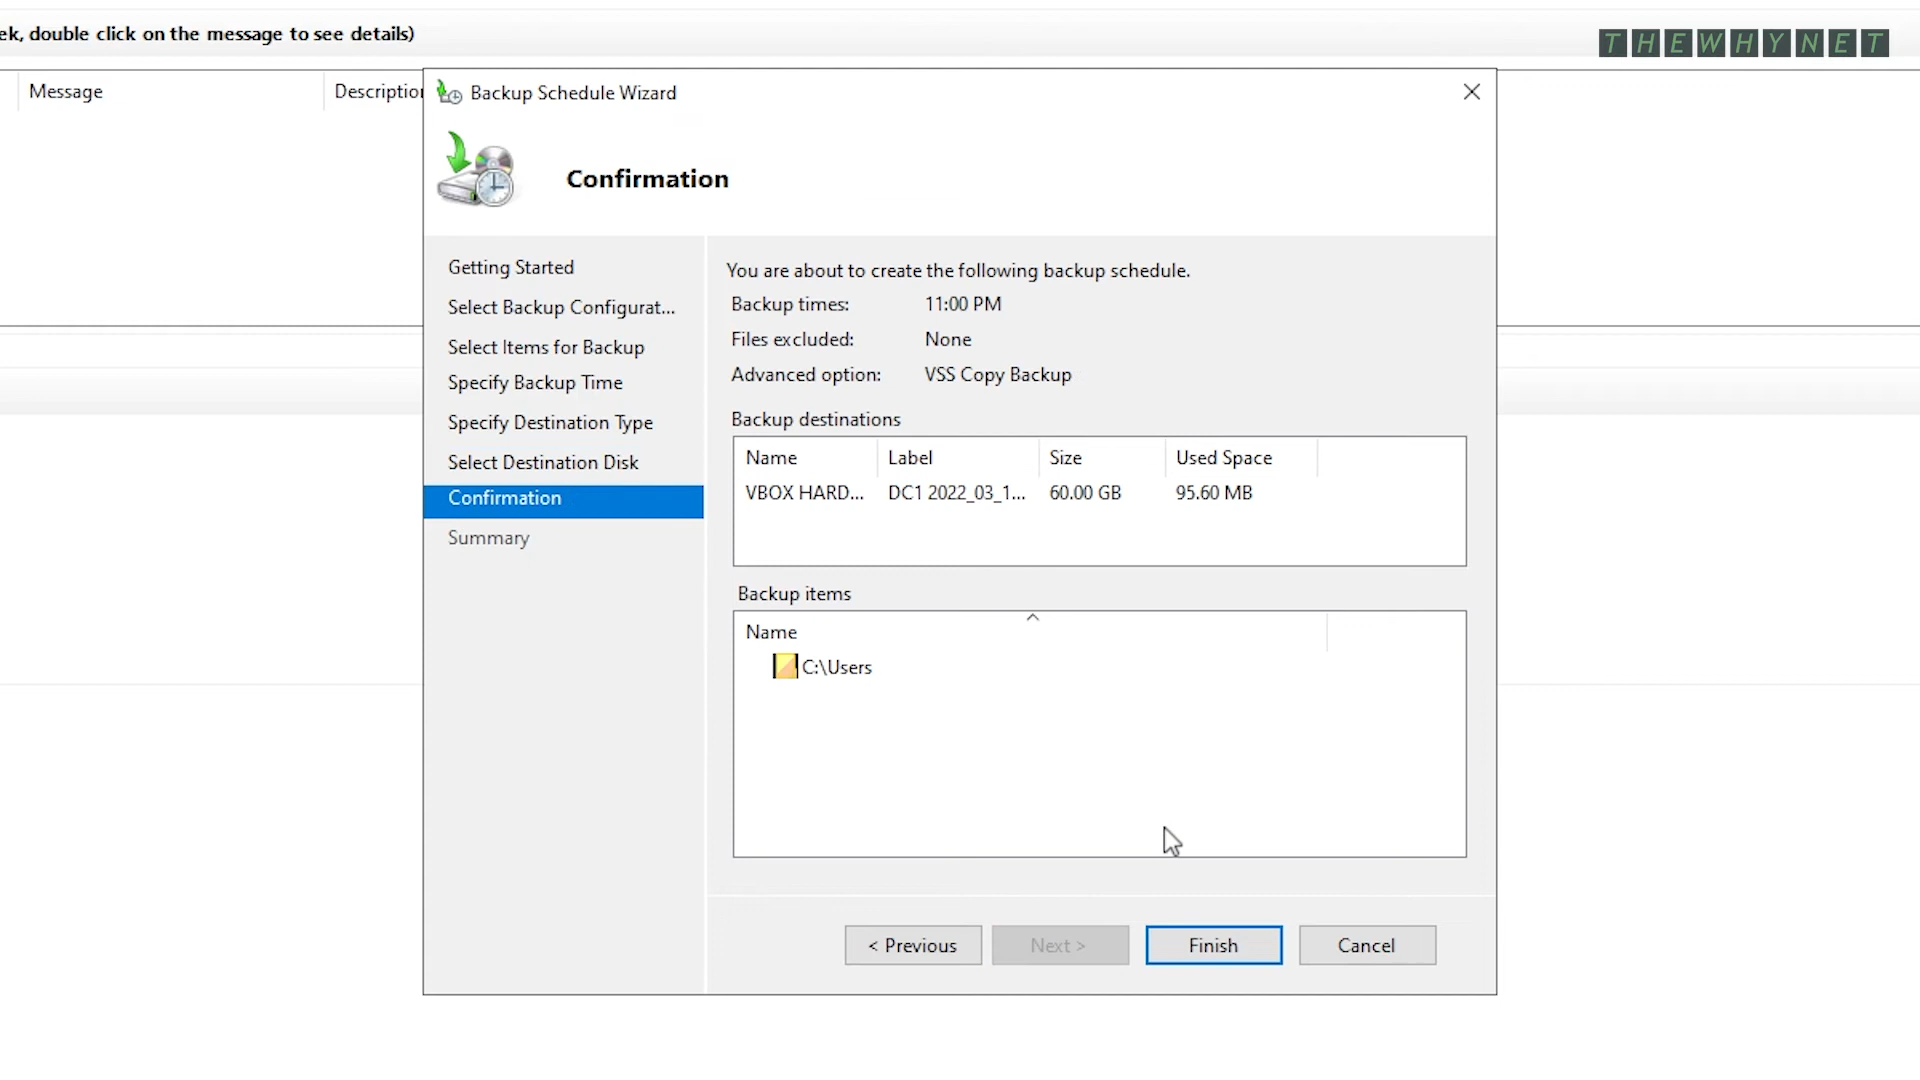 ek, double click on the message to see details)
THEWHYNET
Message
Description
Backup Schedule Wizard
Confirmation
Getting Started
Select Backup Configurat...
Select Items for Backup
Specify Backup Time
Specify Destination Type
Select Destination Disk
Confirmation
Summary
You are about to create the following backup schedule.
Backup times: 11:00 PM
Files excluded: None
Advanced option: VSS Copy Backup
Backup destinations
Name Label Size Used Space
VBOX HARD... DC1 2022_03_1... 60.00 GB 95.60 MB
Backup items
Name
C:\Users
< Previous Next > Finish Cancel